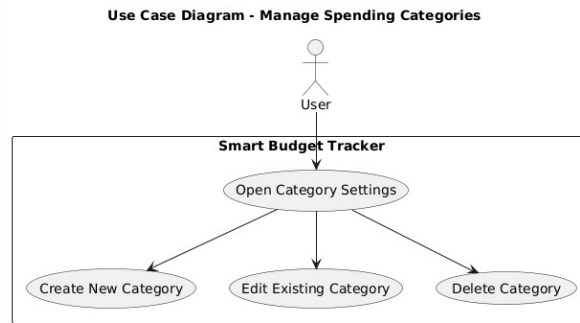 Use Case Diagram - Manage Spending Categories
User
Smart Budget Tracker
Open Category Settings
Create New Category
Edit Existing Category
Delete Category